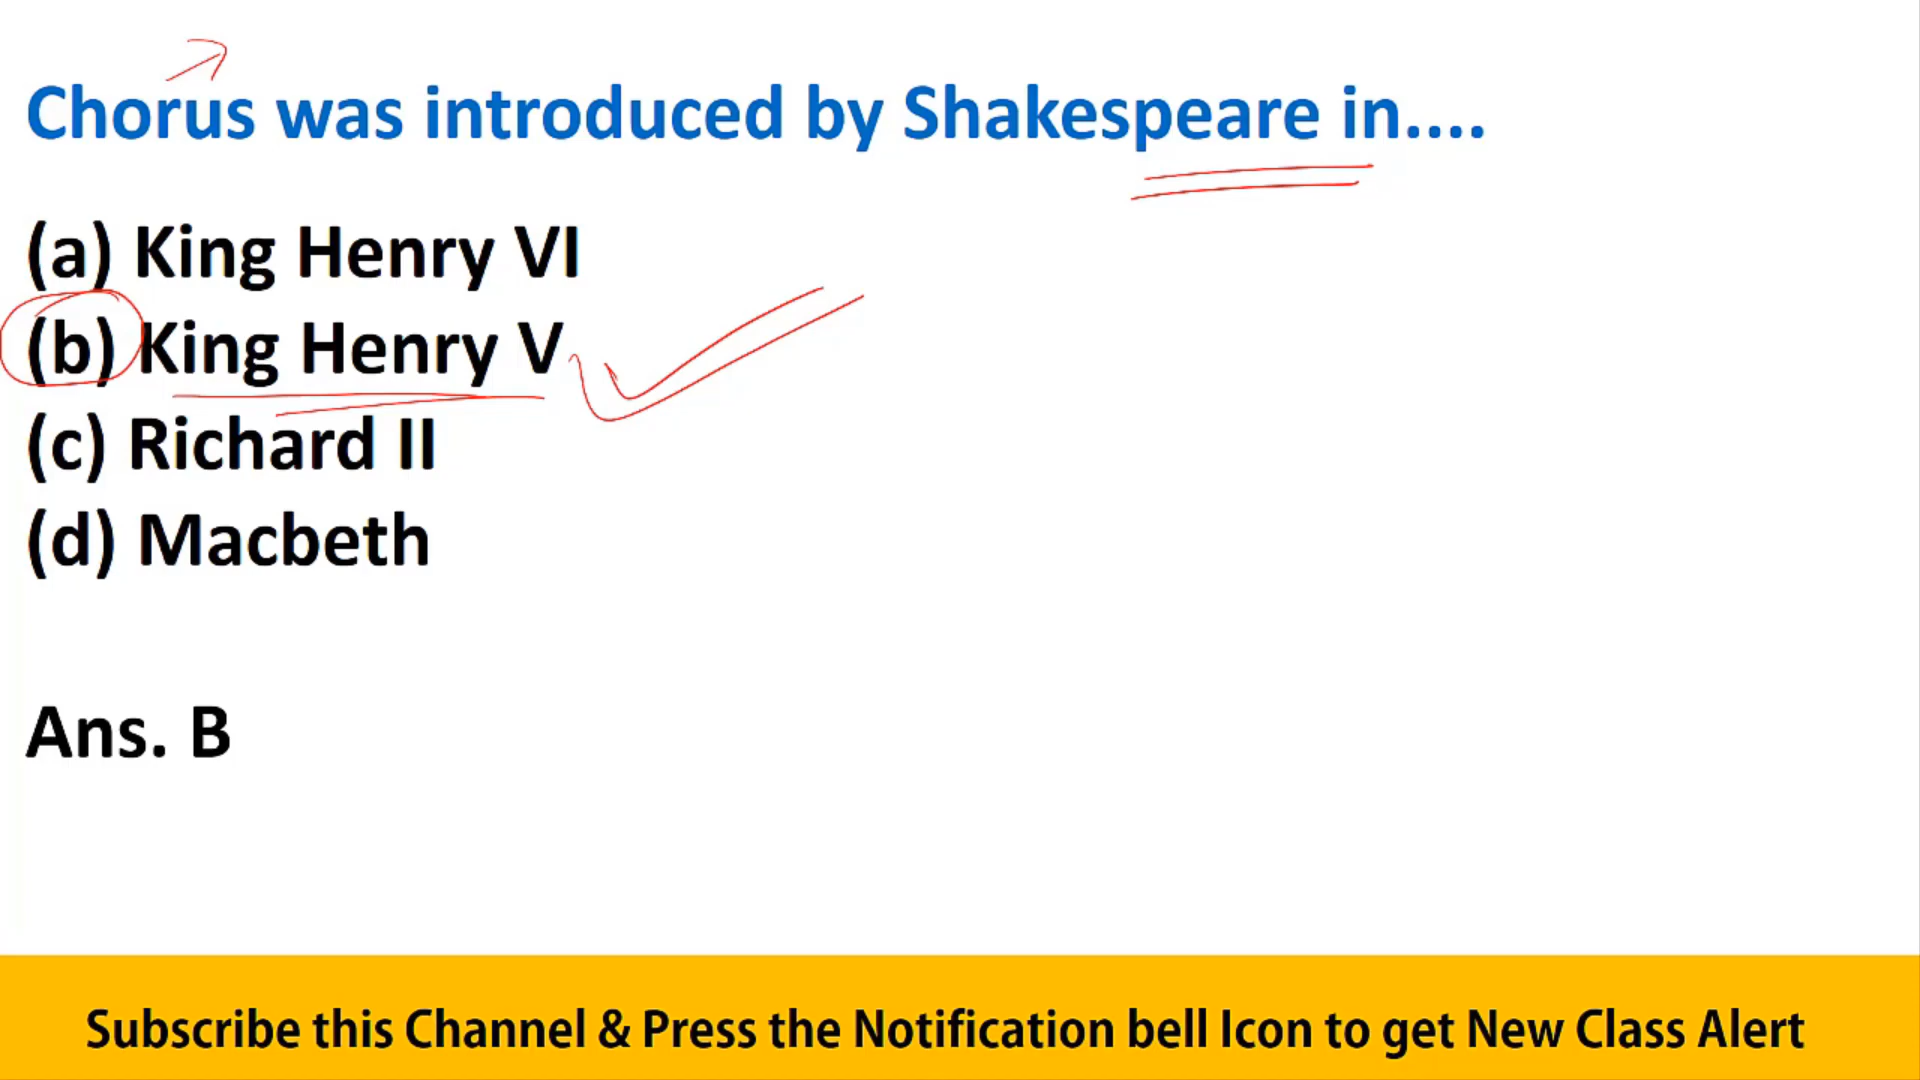 Chorus was introduced by Shakespeare in....
(a) King Henry VI
(b) King Henry V
(c) Richard II
(d) Macbeth
Ans. B
Subscribe this Channel & Press the Notification bell Icon to get New Class Alert